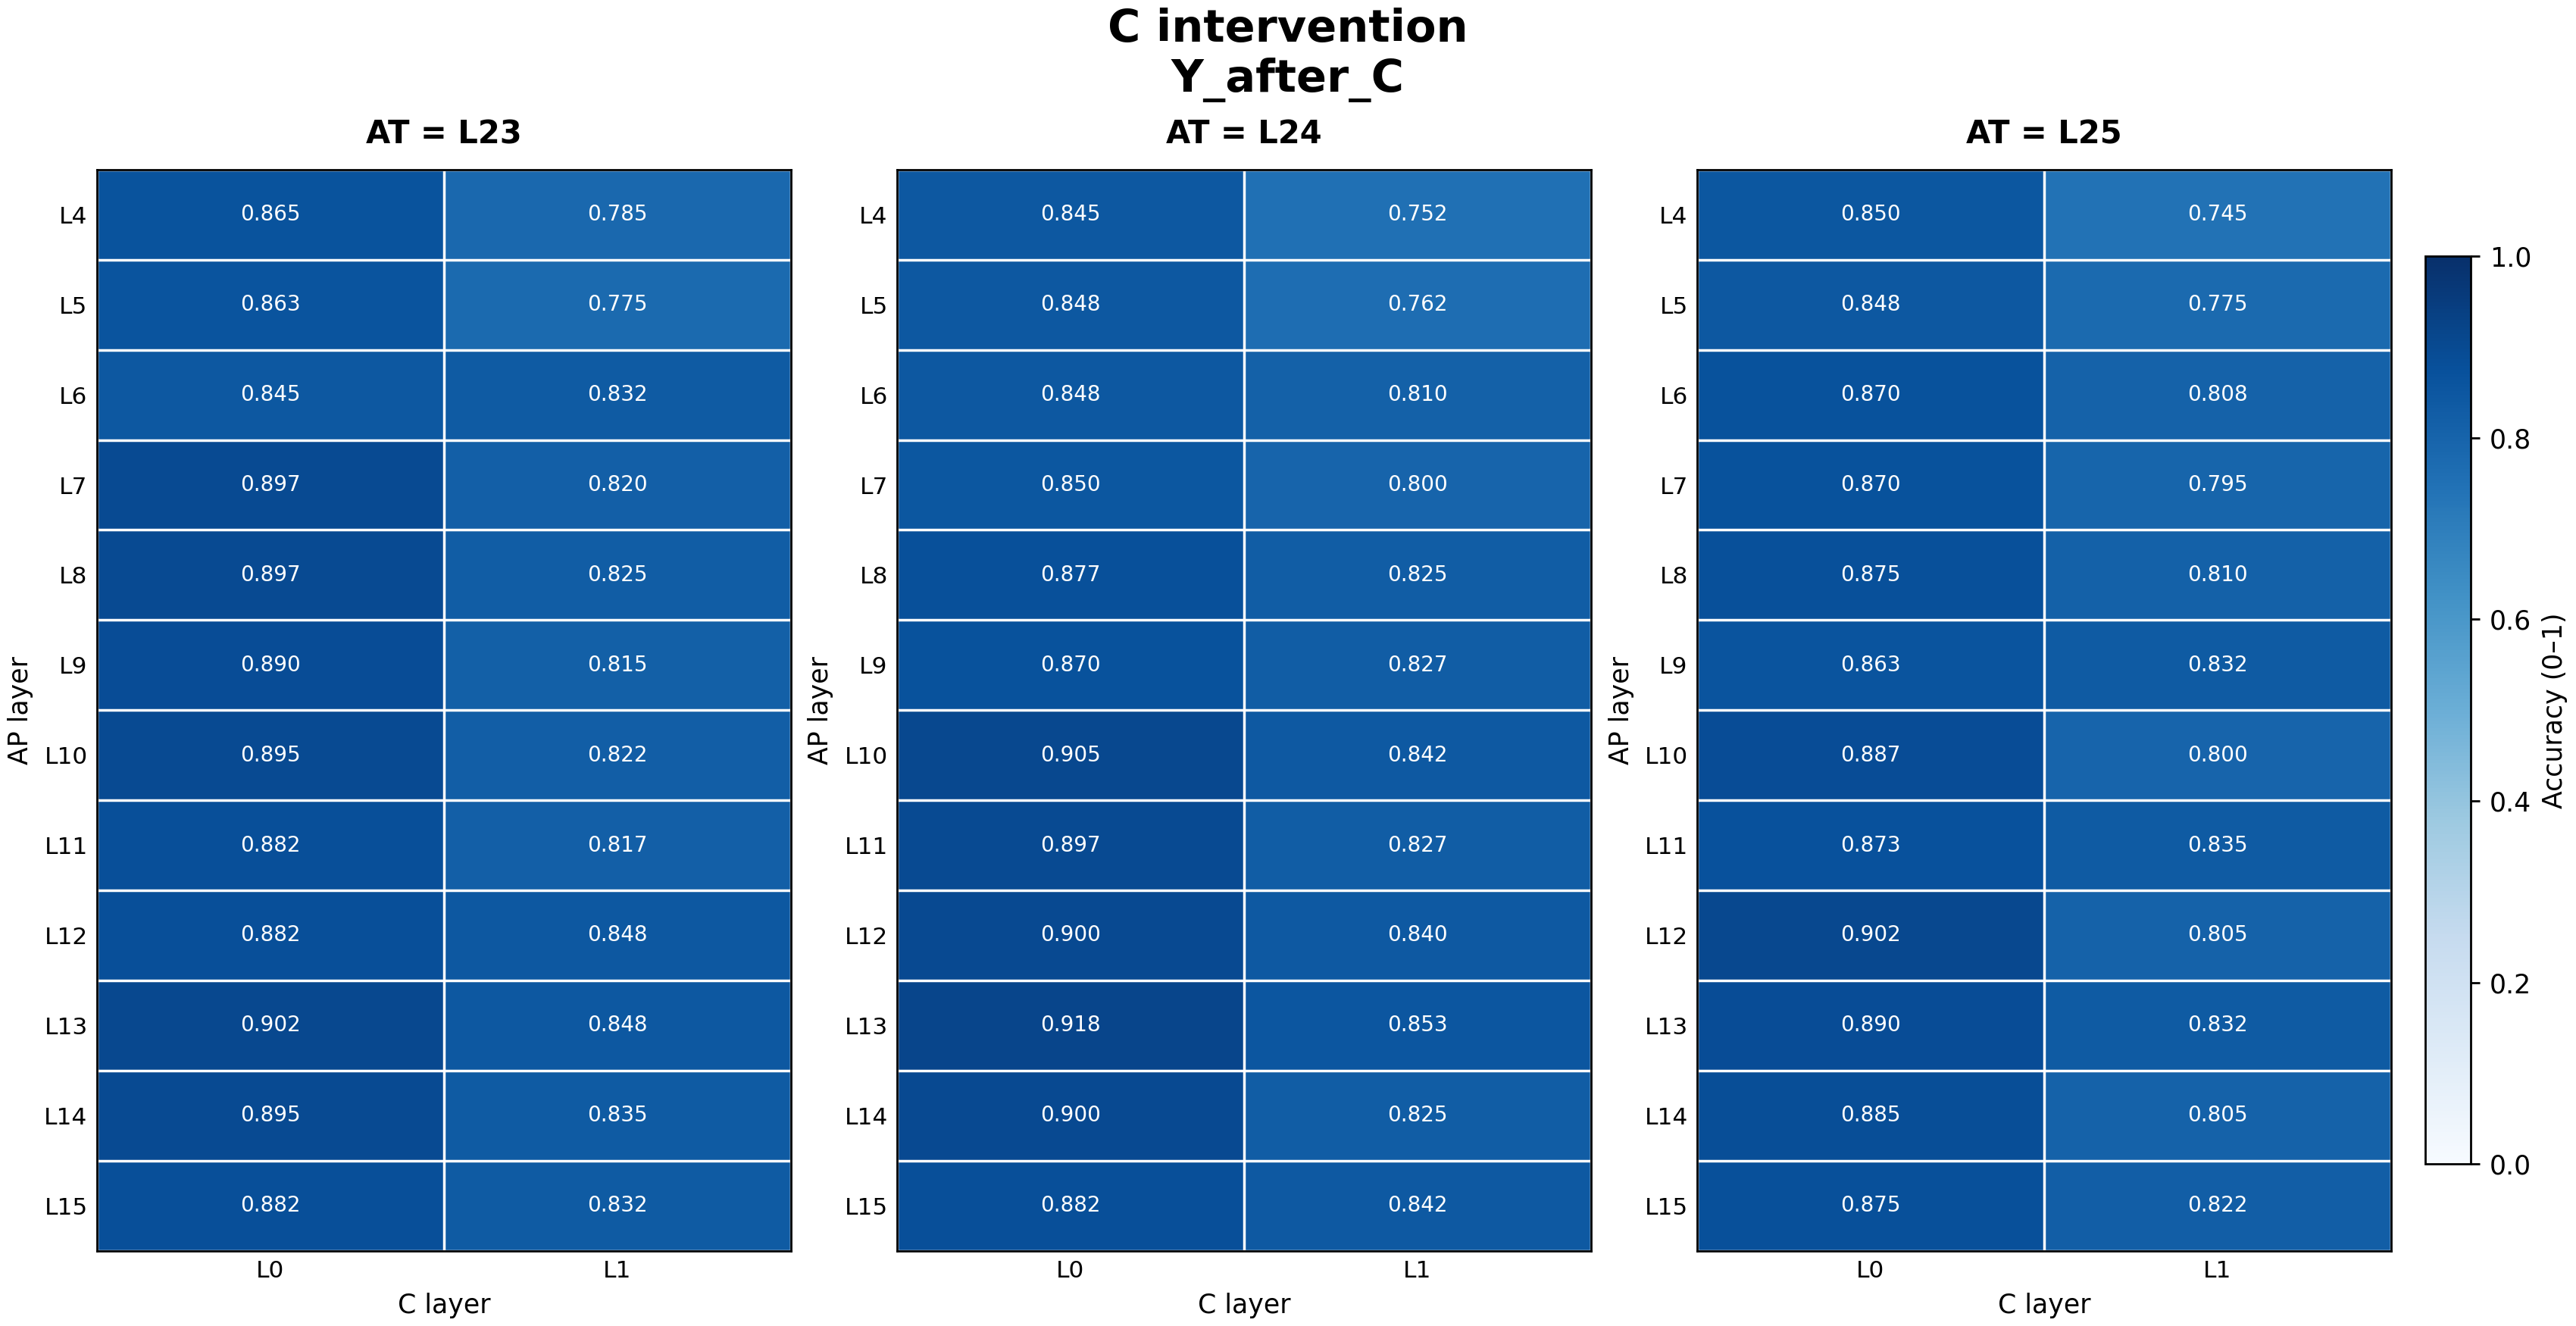 C intervention
Y_after_C
AT = L23
AP layer
L4 0.865 0.785
L5 0.863 0.775
L6 0.845 0.832
L7 0.897 0.820
L8 0.897 0.825
L9 0.890 0.815
L10 0.895 0.822
L11 0.882 0.817
L12 0.882 0.848
L13 0.902 0.848
L14 0.895 0.835
L15 0.882 0.832
L0 L1
C layer
AT = L24
AP layer
L4 0.845 0.752
L5 0.848 0.762
L6 0.848 0.810
L7 0.850 0.800
L8 0.877 0.825
L9 0.870 0.827
L10 0.905 0.842
L11 0.897 0.827
L12 0.900 0.840
L13 0.918 0.853
L14 0.900 0.825
L15 0.882 0.842
L0 L1
C layer
AT = L25
AP layer
L4 0.850 0.745
L5 0.848 0.775
L6 0.870 0.808
L7 0.870 0.795
L8 0.875 0.810
L9 0.863 0.832
L10 0.887 0.800
L11 0.873 0.835
L12 0.902 0.805
L13 0.890 0.832
L14 0.885 0.805
L15 0.875 0.822
L0 L1
C layer
1.0
0.8
0.6
0.4
0.2
0.0
Accuracy (0–1)